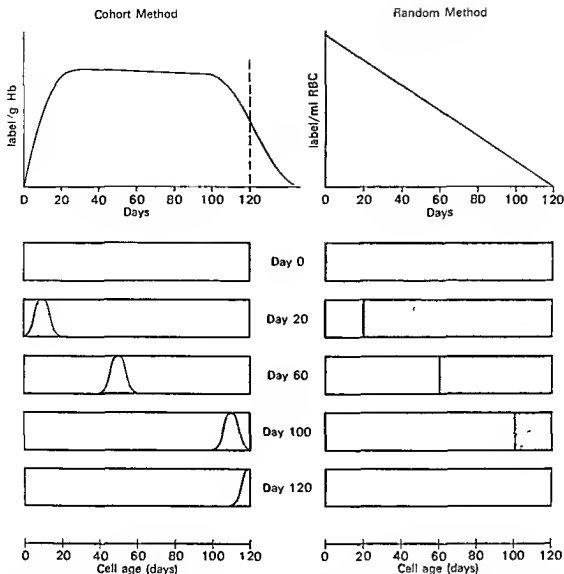 Cohort Method
Random Method
label/g Hb
0 20 40 60 80 100 120
Days
label/ml RBC
0 20 40 60 80 100 120
Days
Day 0
Day 20
Day 60
Day 100
Day 120
0 20 40 60 80 100 120
Cell age (days)
0 20 40 60 80 100 120
Cell age (days)